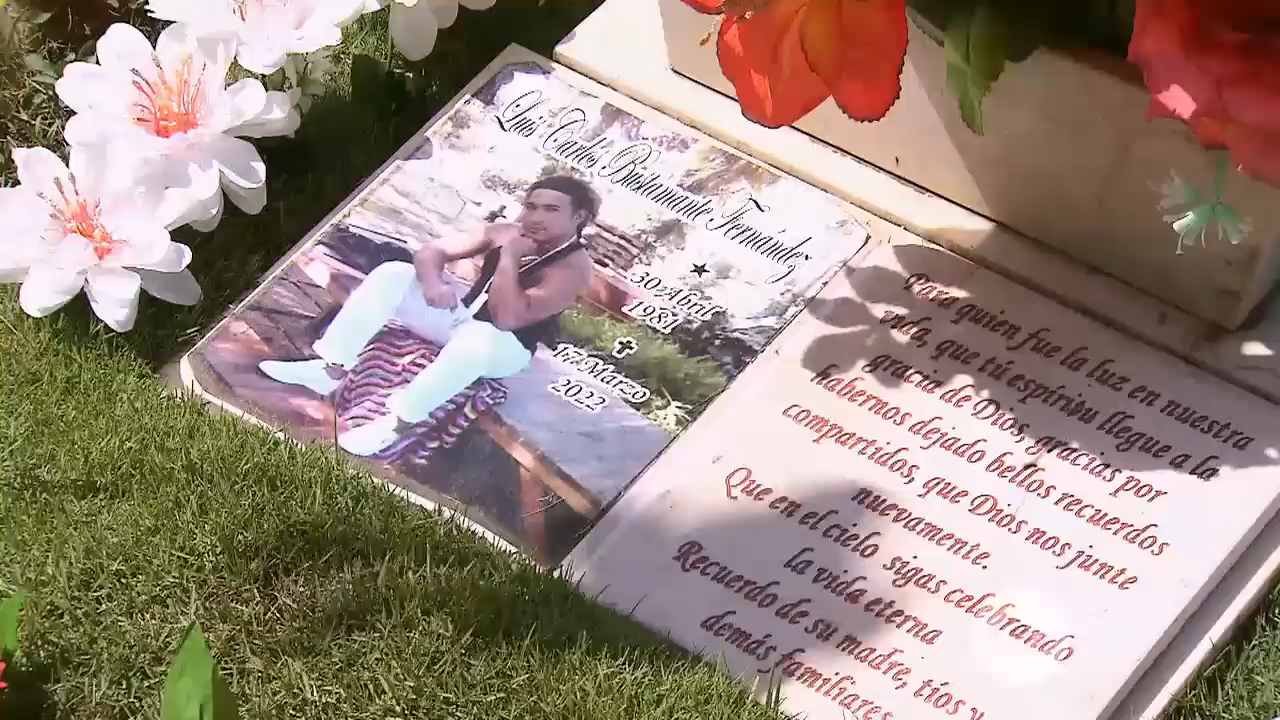 Luis Carlos Bustamante Fernández
30 Abril
1981
17 Marzo
2022
Para quien fue la luz en nuestra
vida, que tú espíritu llegue a la
gracia de Dios, gracias por
habernos dejado bellos recuerdos
compartidos, que Dios nos junte
nuevamente.
Que en el cielo sigas celebrando
la vida eterna
Recuerdo de su madre, tíos y
demás familiares